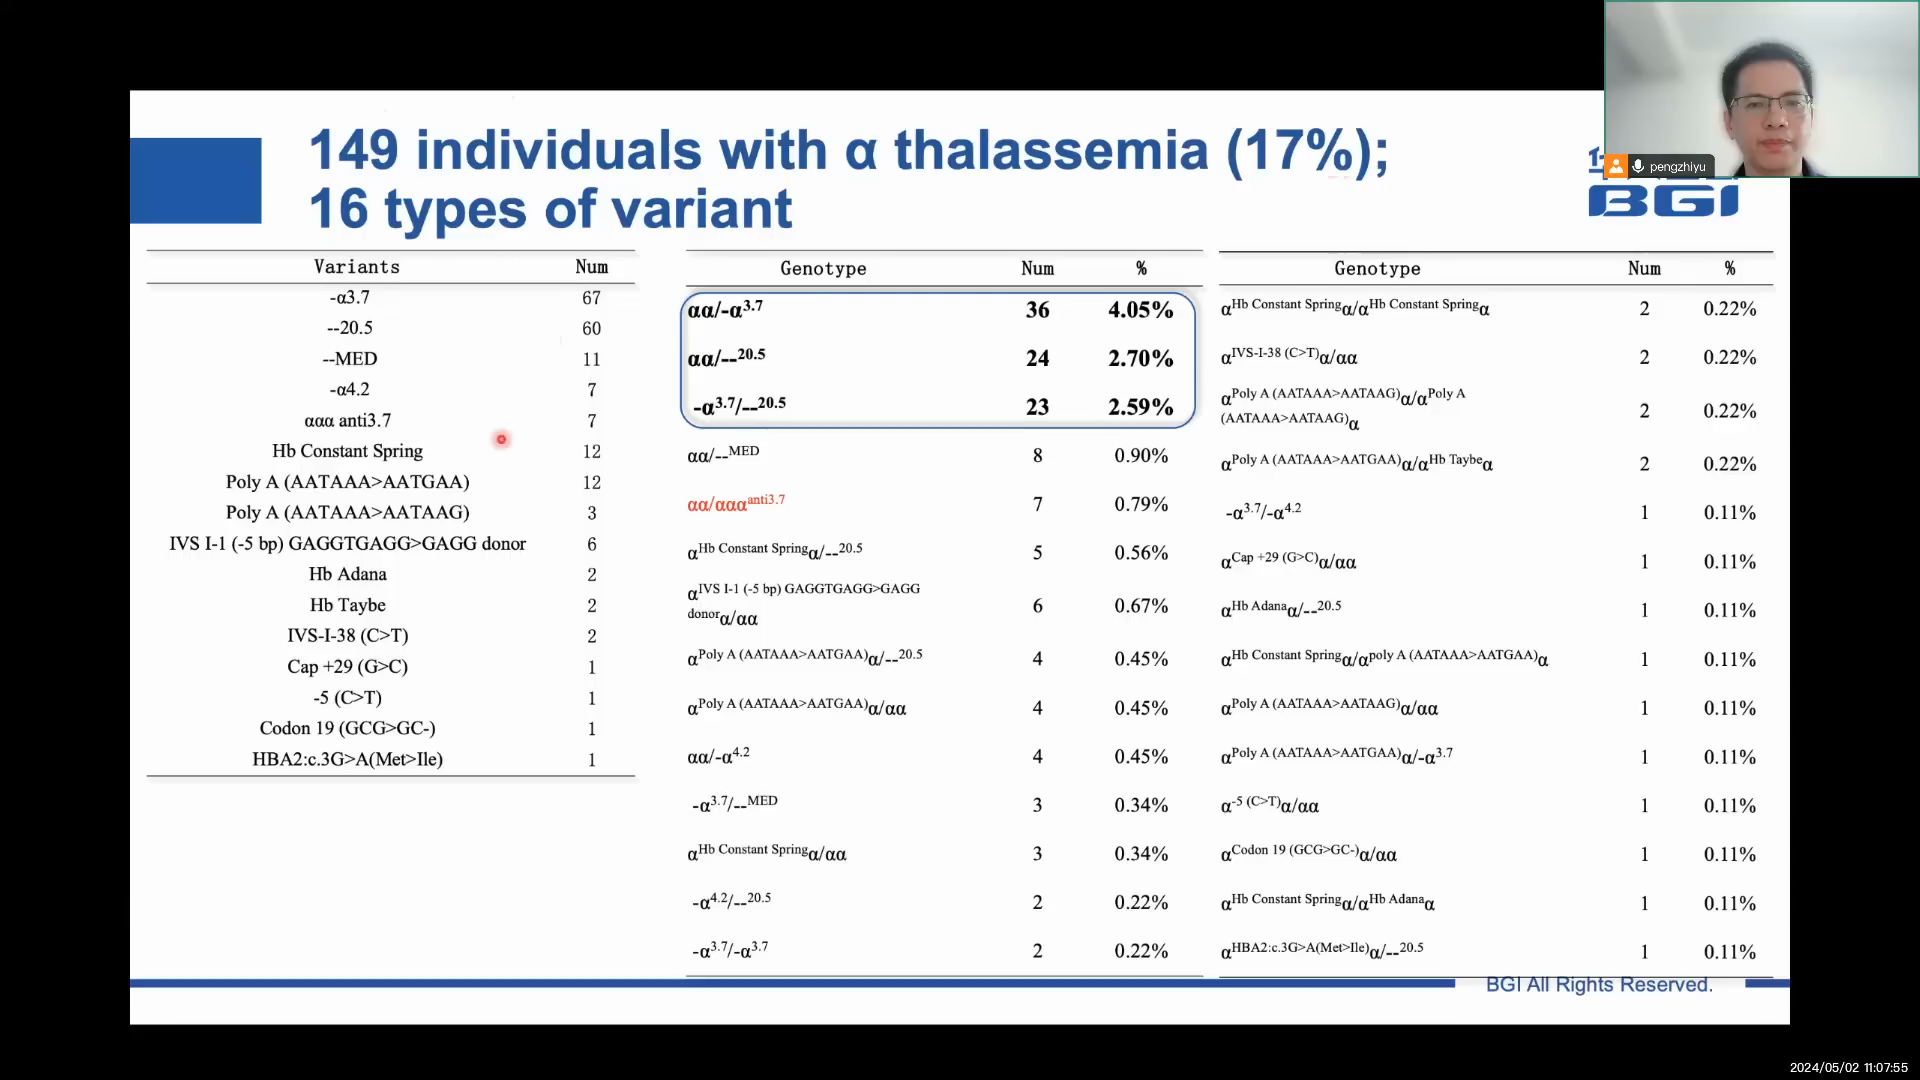 149 individuals with α thalassemia (17%);
16 types of variant
pengzhiyu
BGI
Variants Num
-α3.7 67
--20.5 60
--MED 11
-α4.2 7
ααα anti3.7 7
Hb Constant Spring 12
Poly A (AATAAA>AATGAA) 12
Poly A (AATAAA>AATAAG) 3
IVS I-1 (-5 bp) GAGGTGAGG>GAGG donor 6
Hb Adana 2
Hb Taybe 2
IVS-I-38 (C>T) 2
Cap +29 (G>C) 1
-5 (C>T) 1
Codon 19 (GCG>GC-) 1
HBA2:c.3G>A(Met>Ile) 1
Genotype Num %
αα/-α3.7 36 4.05%
αα/--20.5 24 2.70%
-α3.7/--20.5 23 2.59%
αα/--MED 8 0.90%
αα/αααanti3.7 7 0.79%
αHb Constant Springα/--20.5 5 0.56%
αIVS I-1 (-5 bp) GAGGTGAGG>GAGG
donorα/αα 6 0.67%
αPoly A (AATAAA>AATGAA)α/--20.5 4 0.45%
αPoly A (AATAAA>AATGAA)α/αα 4 0.45%
αα/-α4.2 4 0.45%
-α3.7/--MED 3 0.34%
αHb Constant Springα/αα 3 0.34%
-α4.2/--20.5 2 0.22%
-α3.7/-α3.7 2 0.22%
Genotype Num %
αHb Constant Springα/αHb Constant Springα 2 0.22%
αIVS-I-38 (C>T)α/αα 2 0.22%
αPoly A (AATAAA>AATAAG)α/αPoly A
(AATAAA>AATAAG)α 2 0.22%
αPoly A (AATAAA>AATGAA)α/αHb Taybeα 2 0.22%
-α3.7/-α4.2 1 0.11%
αCap +29 (G>C)α/αα 1 0.11%
αHb Adanaα/--20.5 1 0.11%
αHb Constant Springα/αpoly A (AATAAA>AATGAA)α 1 0.11%
αPoly A (AATAAA>AATAAG)α/αα 1 0.11%
αPoly A (AATAAA>AATGAA)α/-α3.7 1 0.11%
α-5 (C>T)α/αα 1 0.11%
αCodon 19 (GCG>GC-)α/αα 1 0.11%
αHb Constant Springα/αHb Adanaα 1 0.11%
αHBA2:c.3G>A(Met>Ile)α/--20.5 1 0.11%
BGI All Rights Reserved.
2024/05/02 11:07:55